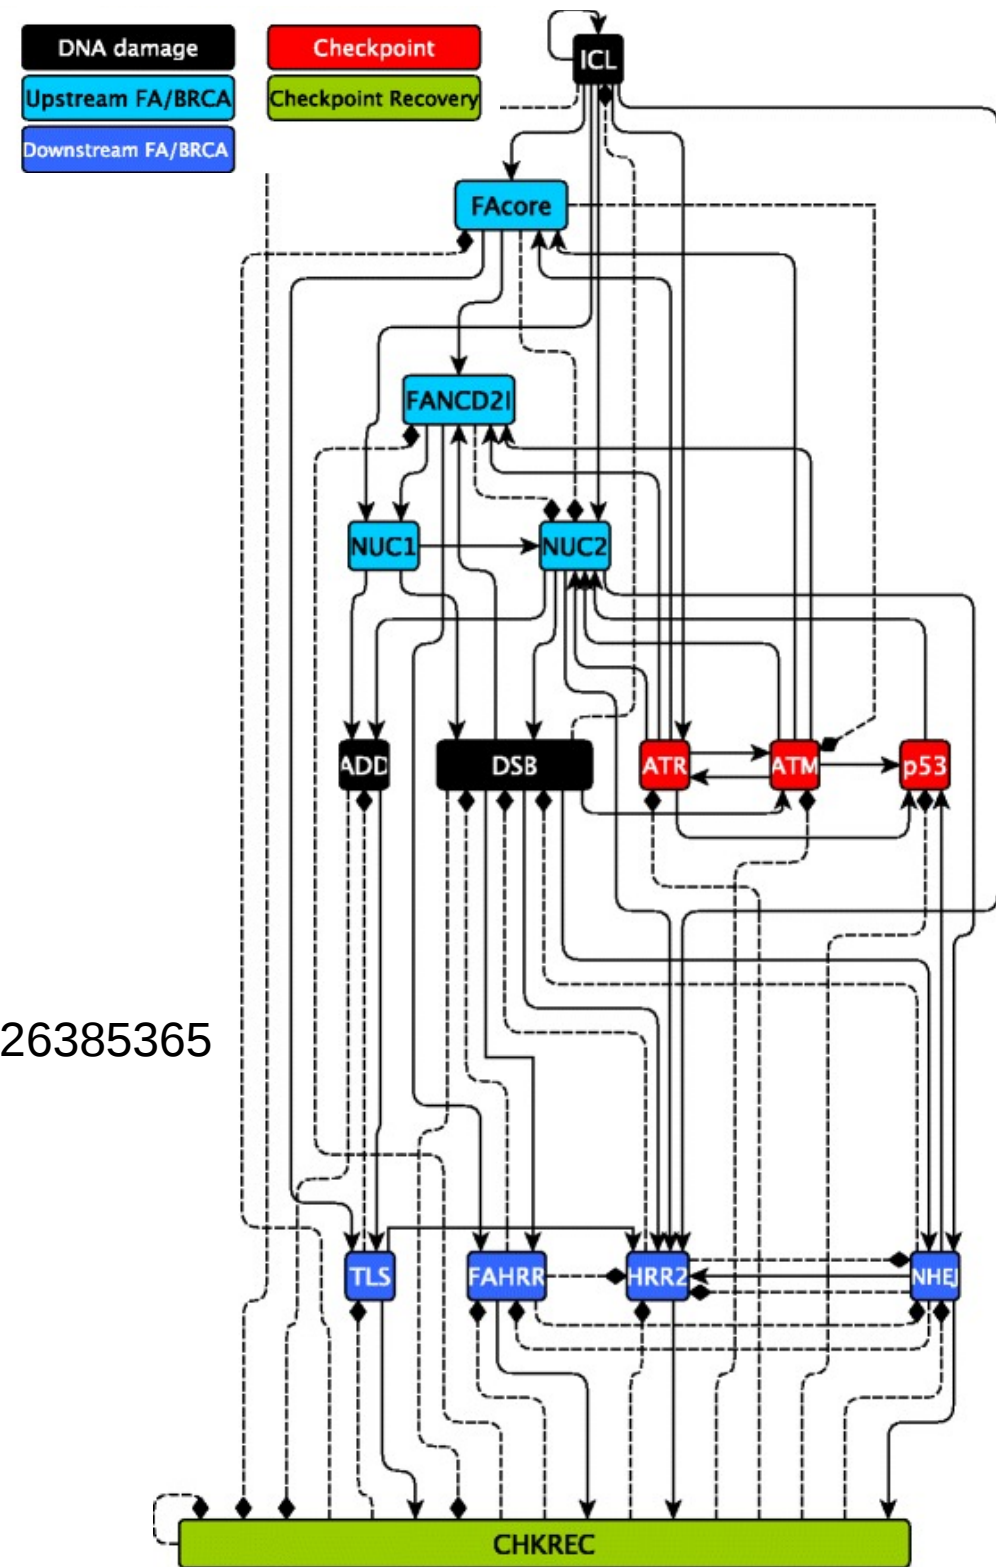 DNA damage
Checkpoint
Upstream FA/BRCA
Checkpoint Recovery
Downstream FA/BRCA
ICL
FAcore
FANCD2I
NUC1
NUC2
ADD
DSB
ATR
ATM
p53
26385365
TLS
FAHRR
HRR2
NHEJ
CHKREC